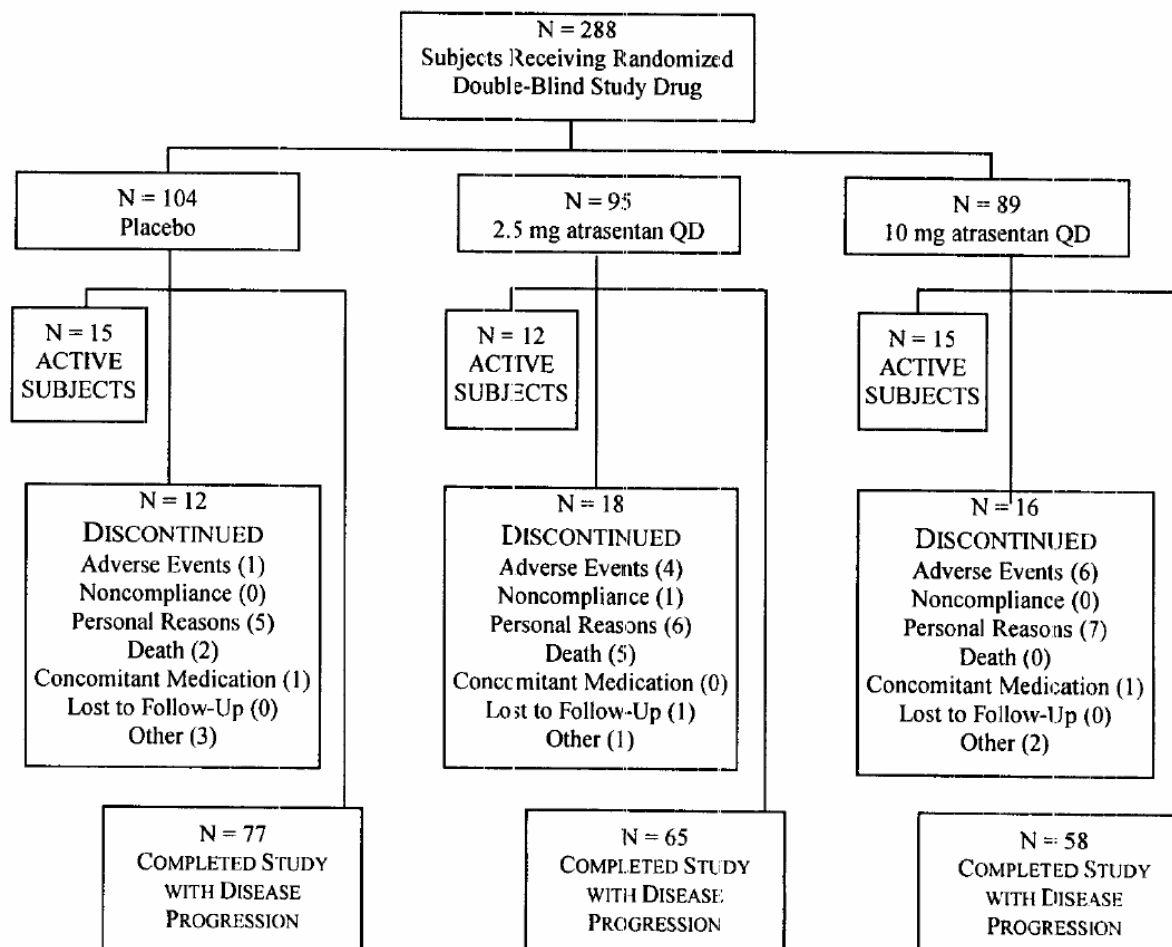 N = 288
Subjects Receiving Randomized
Double-Blind Study Drug
N = 104
Placebo
N = 95
2.5 mg atrasentan QD
N = 89
10 mg atrasentan QD
N = 15
ACTIVE
SUBJECTS
N = 12
ACTIVE
SUBJECTS
N = 15
ACTIVE
SUBJECTS
N = 12
DISCONTINUED
Adverse Events (1)
Noncompliance (0)
Personal Reasons (5)
Death (2)
Concomitant Medication (1)
Lost to Follow-Up (0)
Other (3)
N = 18
DISCONTINUED
Adverse Events (4)
Noncompliance (1)
Personal Reasons (6)
Death (5)
Concomitant Medication (0)
Lost to Follow-Up (1)
Other (1)
N = 16
DISCONTINUED
Adverse Events (6)
Noncompliance (0)
Personal Reasons (7)
Death (0)
Concomitant Medication (1)
Lost to Follow-Up (0)
Other (2)
N = 77
COMPLETED STUDY
WITH DISEASE
PROGRESSION
N = 65
COMPLETED STUDY
WITH DISEASE
PROGRESSION
N = 58
COMPLETED STUDY
WITH DISEASE
PROGRESSION